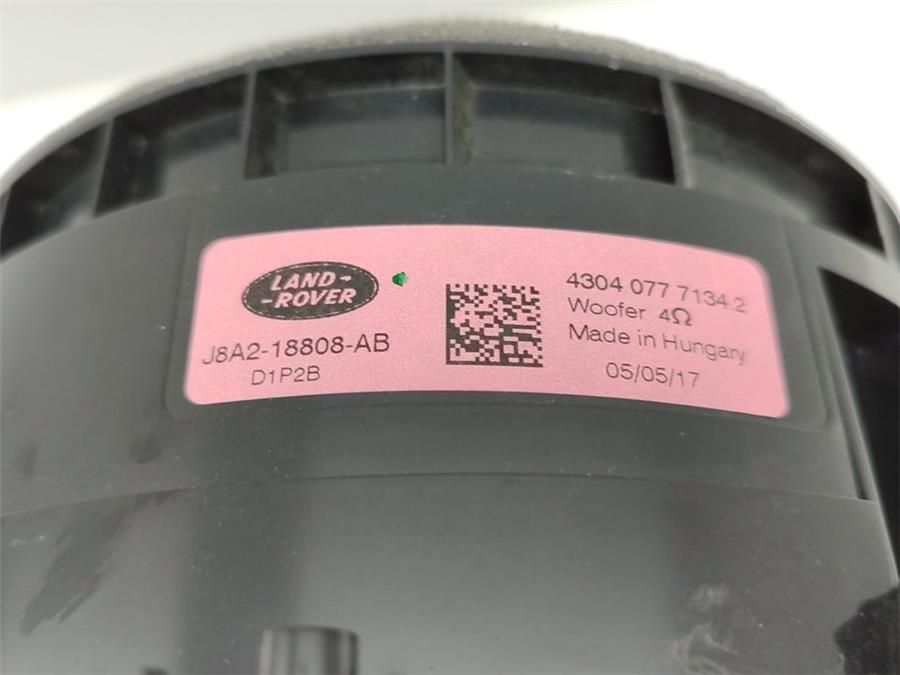 LAND-
-ROVER
J8A2-18808-AB
D1P2B
4304 077 7134.2
Woofer 4Ω
Made in Hungary
05/05/17